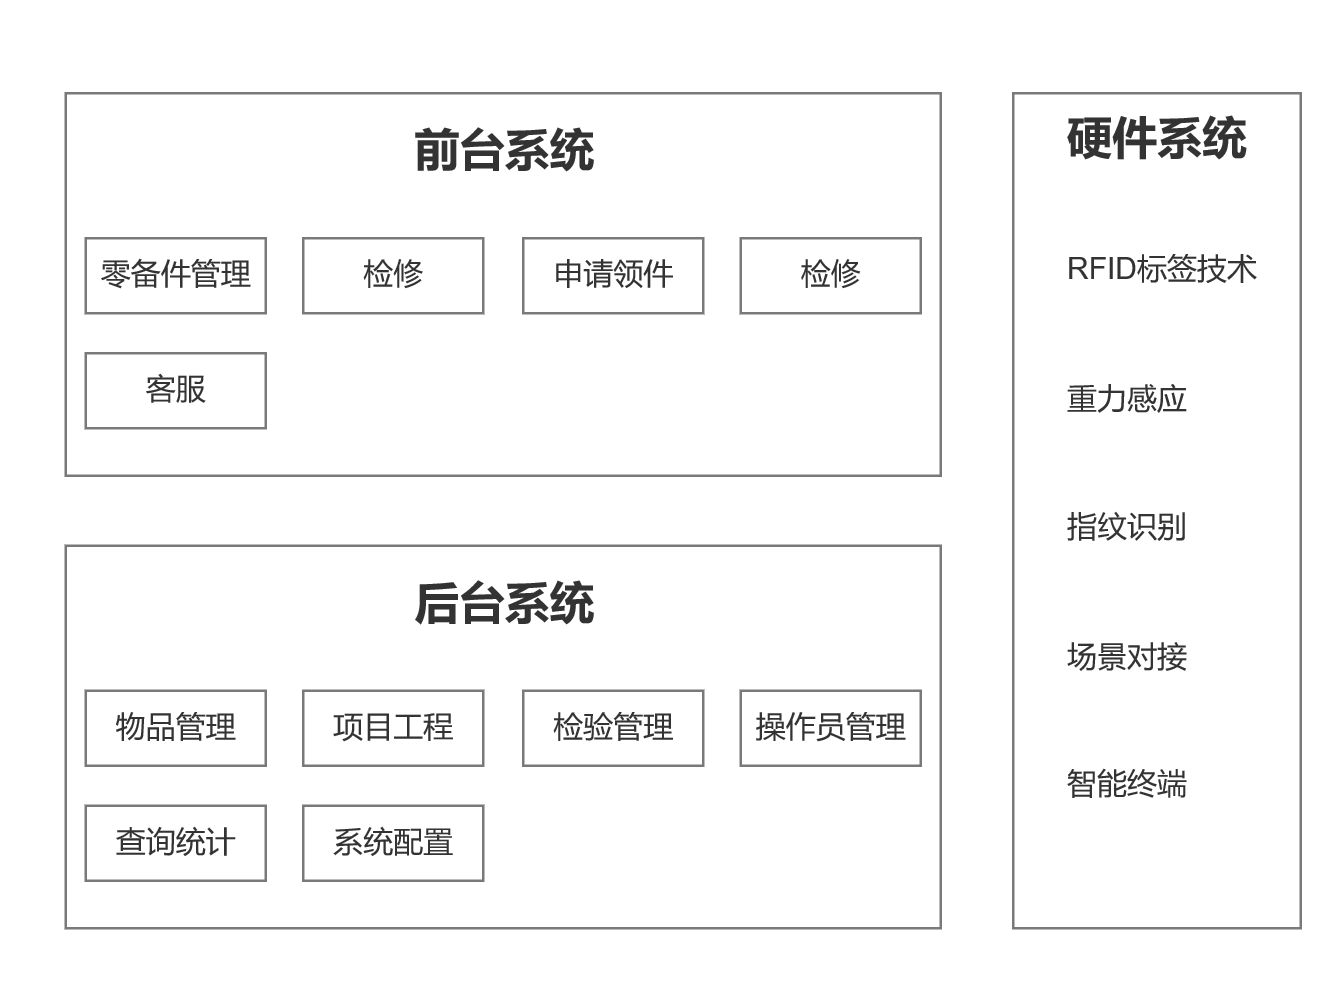 前台系统
零备件管理
检修
申请领件
检修
客服
后台系统
物品管理
项目工程
检验管理
操作员管理
查询统计
系统配置
硬件系统
RFID标签技术
重力感应
指纹识别
场景对接
智能终端